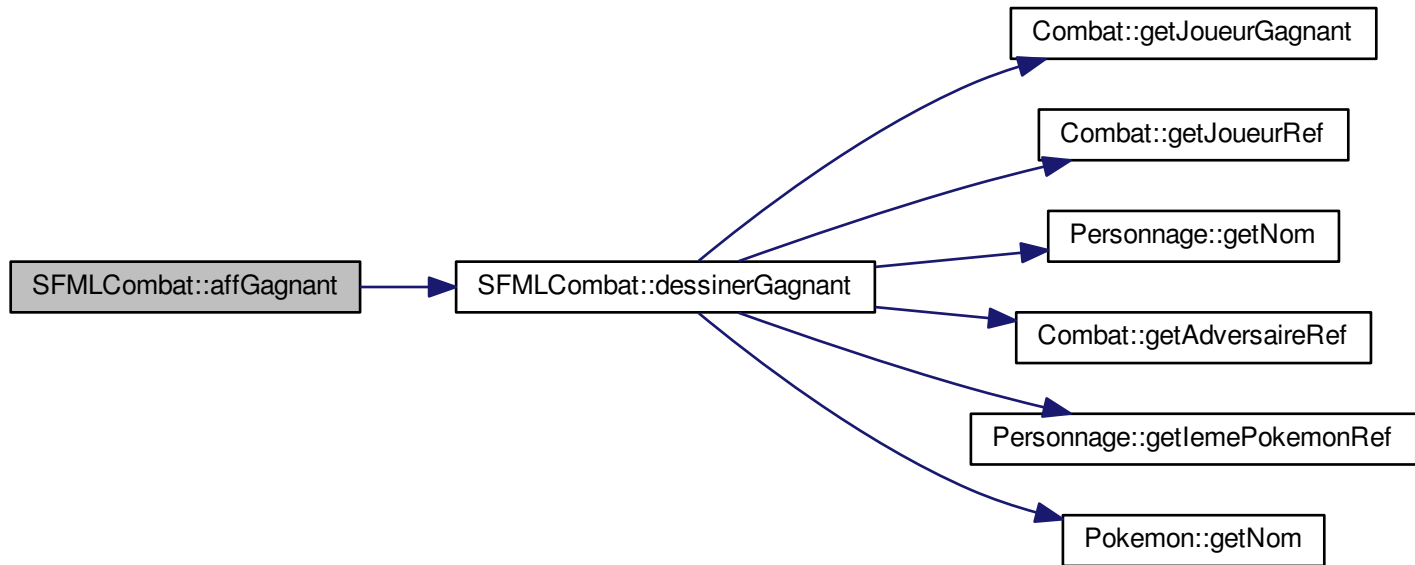 SFMLCombat::affGagnant
SFMLCombat::dessinerGagnant
Combat::getJoueurGagnant
Combat::getJoueurRef
Personnage::getNom
Combat::getAdversaireRef
Personnage::getIemePokemonRef
Pokemon::getNom